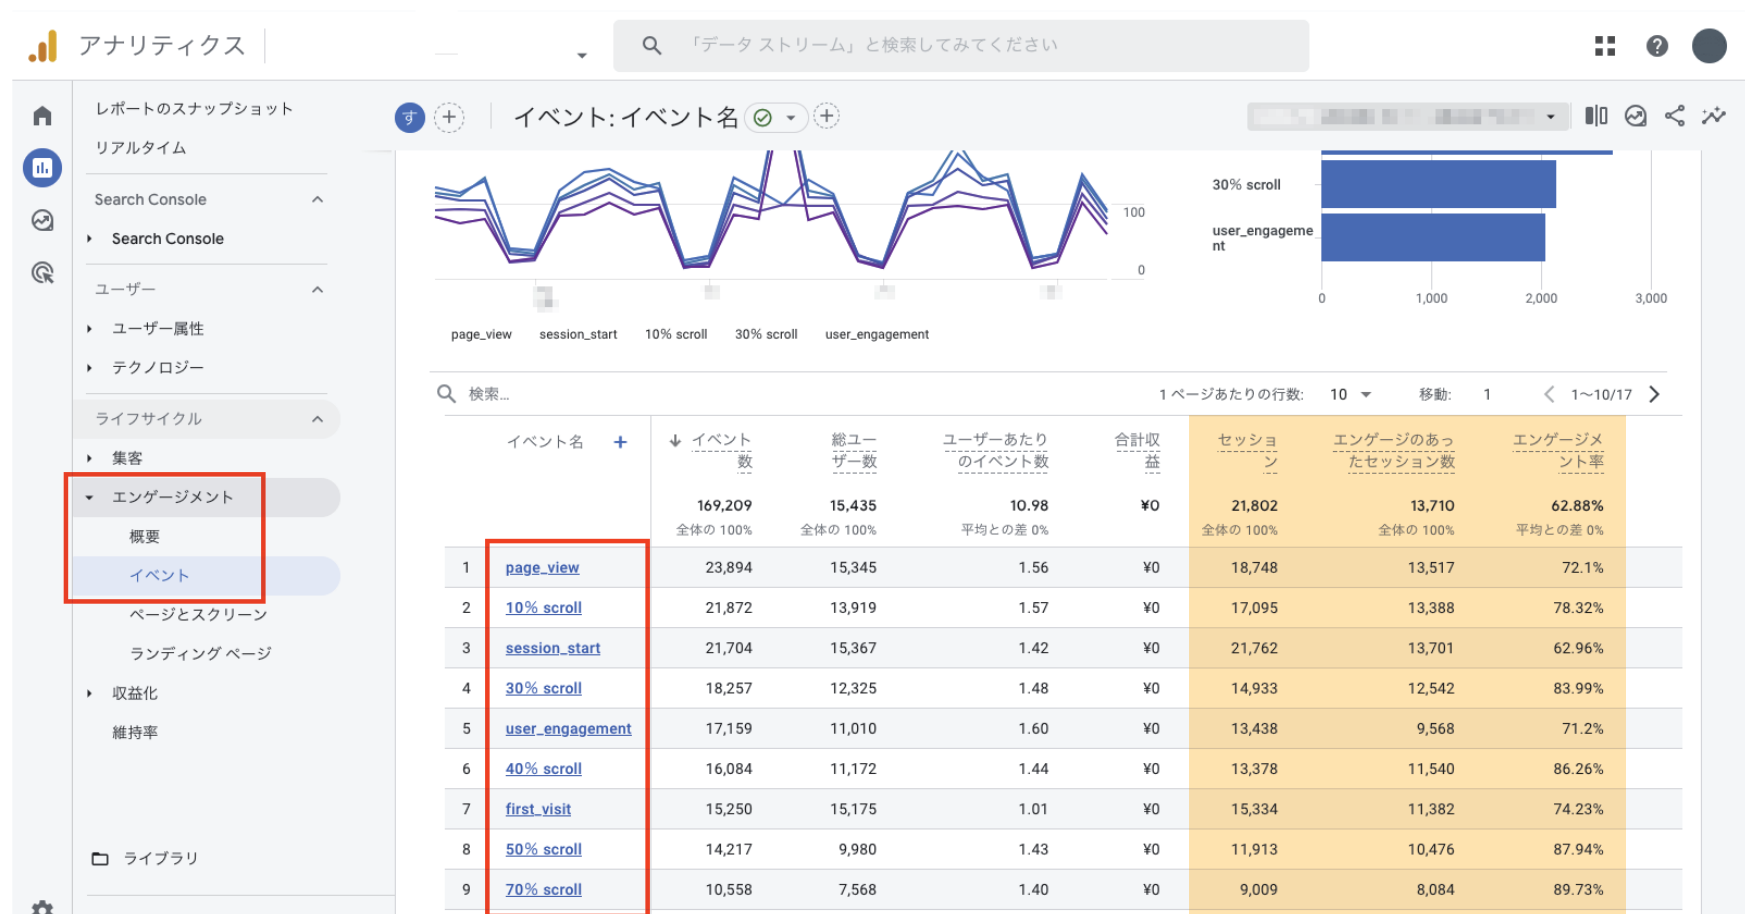 アナリティクス
「データ ストリーム」と検索してみてください
レポートのスナップショット
リアルタイム
Search Console
Search Console
ユーザー
ユーザー属性
テクノロジー
ライフサイクル
集客
エンゲージメント
概要
イベント
ページとスクリーン
ランディング ページ
収益化
維持率
ライブラリ
す
イベント: イベント名
100
0
page_view session_start 10% scroll 30% scroll user_engagement
30% scroll
user_engageme
nt
0 1,000 2,000 3,000
検索...
1 ページあたりの行数: 10 移動: 1 1～10/17
イベント名 + ↓ イベント 総ユー ユーザーあたり 合計収 セッショ エンゲージのあっ エンゲージメ
数 ザー数 のイベント数 益 ン たセッション数 ント率
169,209 15,435 10.98 ¥0 21,802 13,710 62.88%
全体の 100% 全体の 100% 平均との差 0% 全体の 100% 全体の 100% 平均との差 0%
1 page_view 23,894 15,345 1.56 ¥0 18,748 13,517 72.1%
2 10% scroll 21,872 13,919 1.57 ¥0 17,095 13,388 78.32%
3 session_start 21,704 15,367 1.42 ¥0 21,762 13,701 62.96%
4 30% scroll 18,257 12,325 1.48 ¥0 14,933 12,542 83.99%
5 user_engagement 17,159 11,010 1.60 ¥0 13,438 9,568 71.2%
6 40% scroll 16,084 11,172 1.44 ¥0 13,378 11,540 86.26%
7 first_visit 15,250 15,175 1.01 ¥0 15,334 11,382 74.23%
8 50% scroll 14,217 9,980 1.43 ¥0 11,913 10,476 87.94%
9 70% scroll 10,558 7,568 1.40 ¥0 9,009 8,084 89.73%